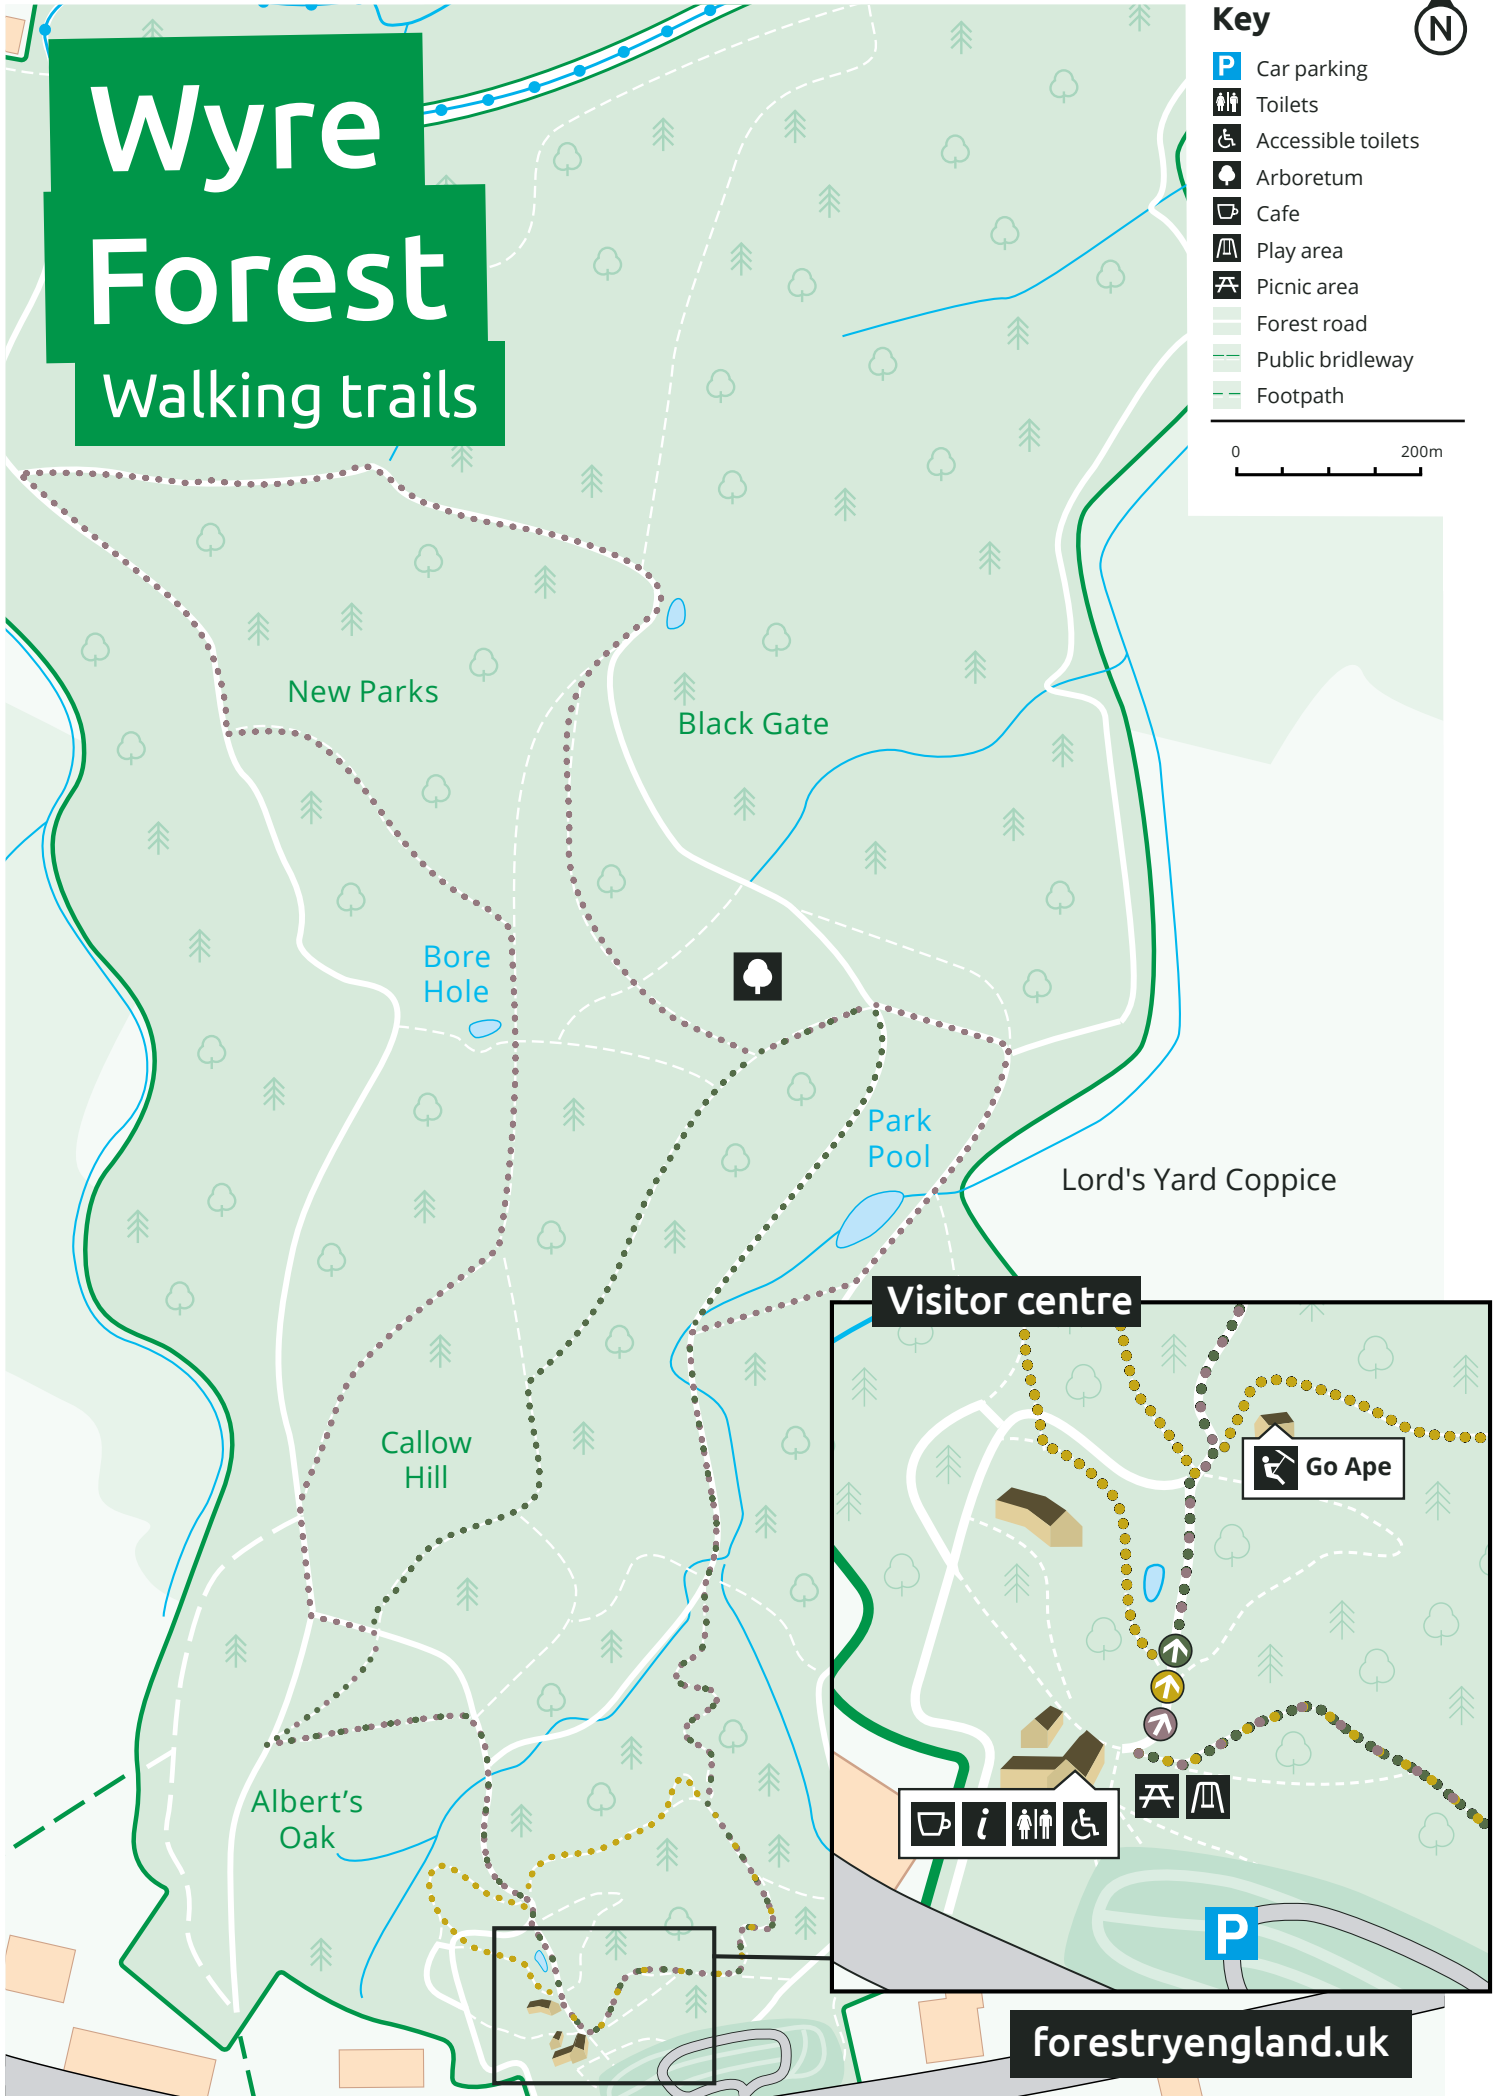 Wyre
Forest
Walking trails
Key
N
P Car parking
Toilets
Accessible toilets
Arboretum
Cafe
Play area
Picnic area
Forest road
Public bridleway
Footpath
0 200m
New Parks
Black Gate
Bore
Hole
Park
Pool
Lord's Yard Coppice
Callow
Hill
Albert’s
Oak
Visitor centre
Go Ape
i
P
forestryengland.uk